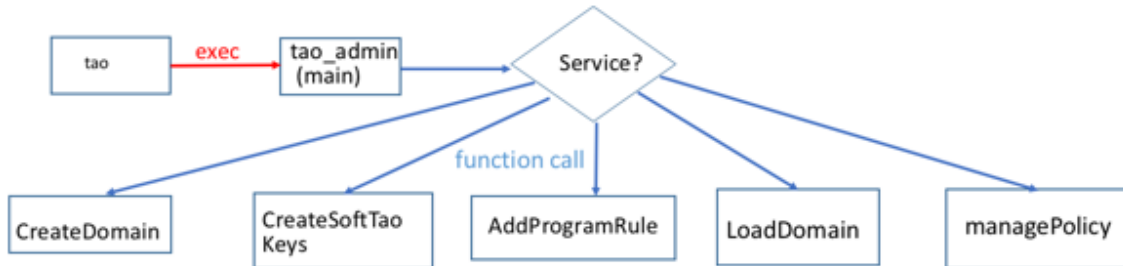 tao
exec
tao_admin
(main)
Service?
function call
CreateDomain
CreateSoftTao
Keys
AddProgramRule
LoadDomain
managePolicy